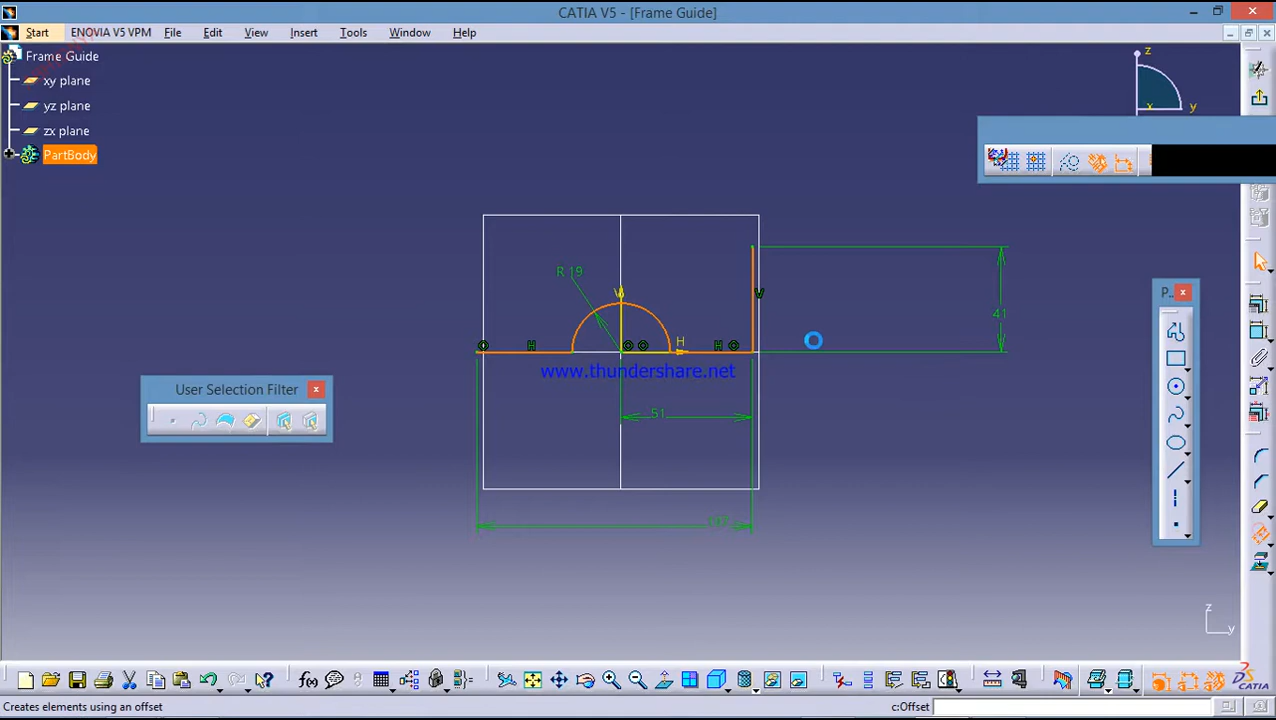 CATIA V5 - [Frame Guide]
Start ENOVIA V5 VPM File Edit View Insert Tools Window Help
Frame Guide
xy plane
yz plane
zx plane
PartBody
z
x y
R 19
V
V
41
H H H
www.thundershare.net
P..
User Selection Filter
51
z
y
f(x)
CATIA
Creates elements using an offset c:Offset